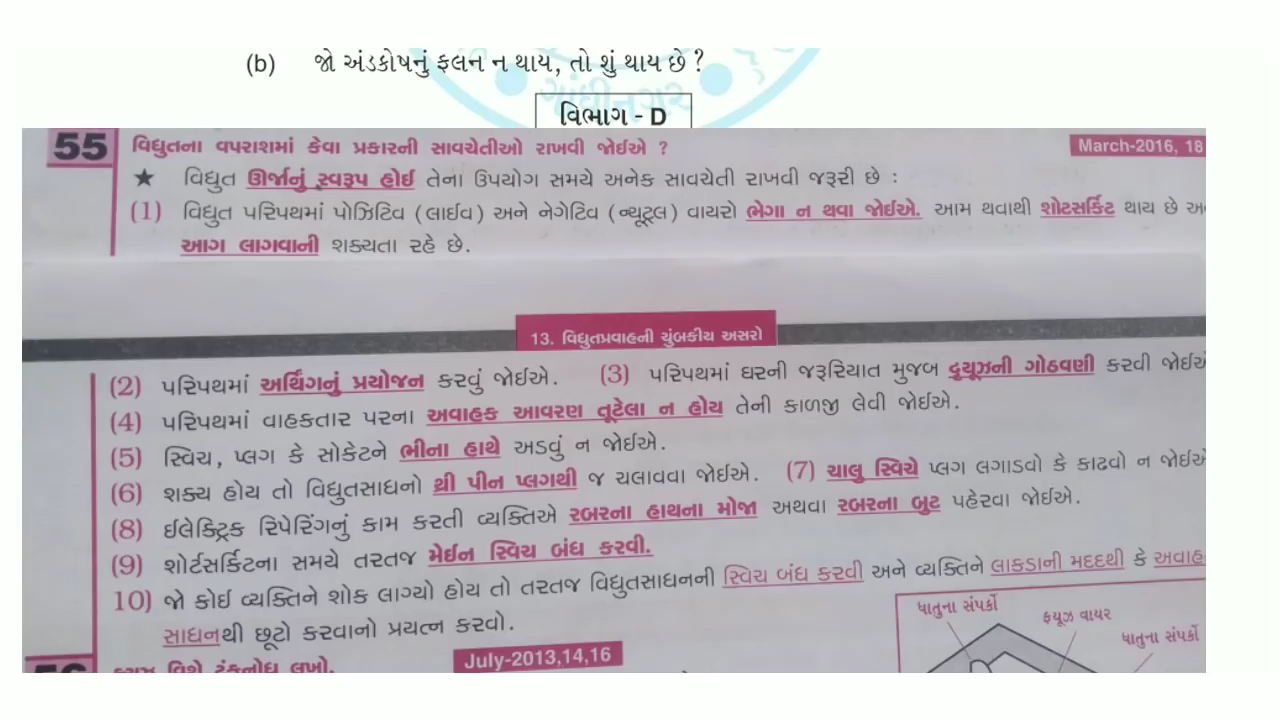 (b) જો અંડકોષનું ફલન ન થાય, તો શું થાય છે ?
ગાંધીનગર
વિભાગ - D
55 વિદ્યુતના વપરાશમાં કેવા પ્રકારની સાવચેતીઓ રાખવી જોઈએ ? March-2016, 18
★ વિદ્યુત ઊર્જાનું સ્વરૂપ હોઈ તેના ઉપયોગ સમયે અનેક સાવચેતી રાખવી જરૂરી છે :
(1) વિદ્યુત પરિપથમાં પોઝિટિવ (લાઈવ) અને નેગેટિવ (ન્યૂટ્રલ) વાયરો ભેગા ન થવા જોઈએ. આમ થવાથી શોટસર્કિટ થાય છે અ
આગ લાગવાની શક્યતા રહે છે.
13. વિદ્યુતપ્રવાહની ચુંબકીય અસરો
(2) પરિપથમાં અર્થિંગનું પ્રયોજન કરવું જોઈએ. (3) પરિપથમાં ઘરની જરૂરિયાત મુજબ ફ્યૂઝની ગોઠવણી કરવી જોઈએ
(4) પરિપથમાં વાહકતાર પરના અવાહક આવરણ તૂટેલા ન હોય તેની કાળજી લેવી જોઈએ.
(5) સ્વિચ, પ્લગ કે સોકેટને ભીના હાથે અડવું ન જોઈએ.
(6) શક્ય હોય તો વિદ્યુતસાધનો થ્રી પીન પ્લગથી જ ચલાવવા જોઈએ. (7) ચાલુ સ્વિચે પ્લગ લગાડવો કે કાઢવો ન જોઈએ
(8) ઈલેક્ટ્રિક રિપેરિંગનું કામ કરતી વ્યક્તિએ રબરના હાથના મોજા અથવા રબરના બુટ પહેરવા જોઈએ.
(9) શોર્ટસર્કિટના સમયે તરતજ મેઈન સ્વિચ બંધ કરવી.
10) જો કોઈ વ્યક્તિને શોક લાગ્યો હોય તો તરતજ વિદ્યુતસાધનની સ્વિચ બંધ કરવી અને વ્યક્તિને લાકડાની મદદથી કે અવાહ
સાધનથી છૂટો કરવાનો પ્રયત્ન કરવો.
ધાતુના સંપર્કો
ફયૂઝ વાયર
ધાતુના સંપર્કો
56 ફ્યૂઝ વિશે ટૂંકનોંધ લખો. July-2013,14,16